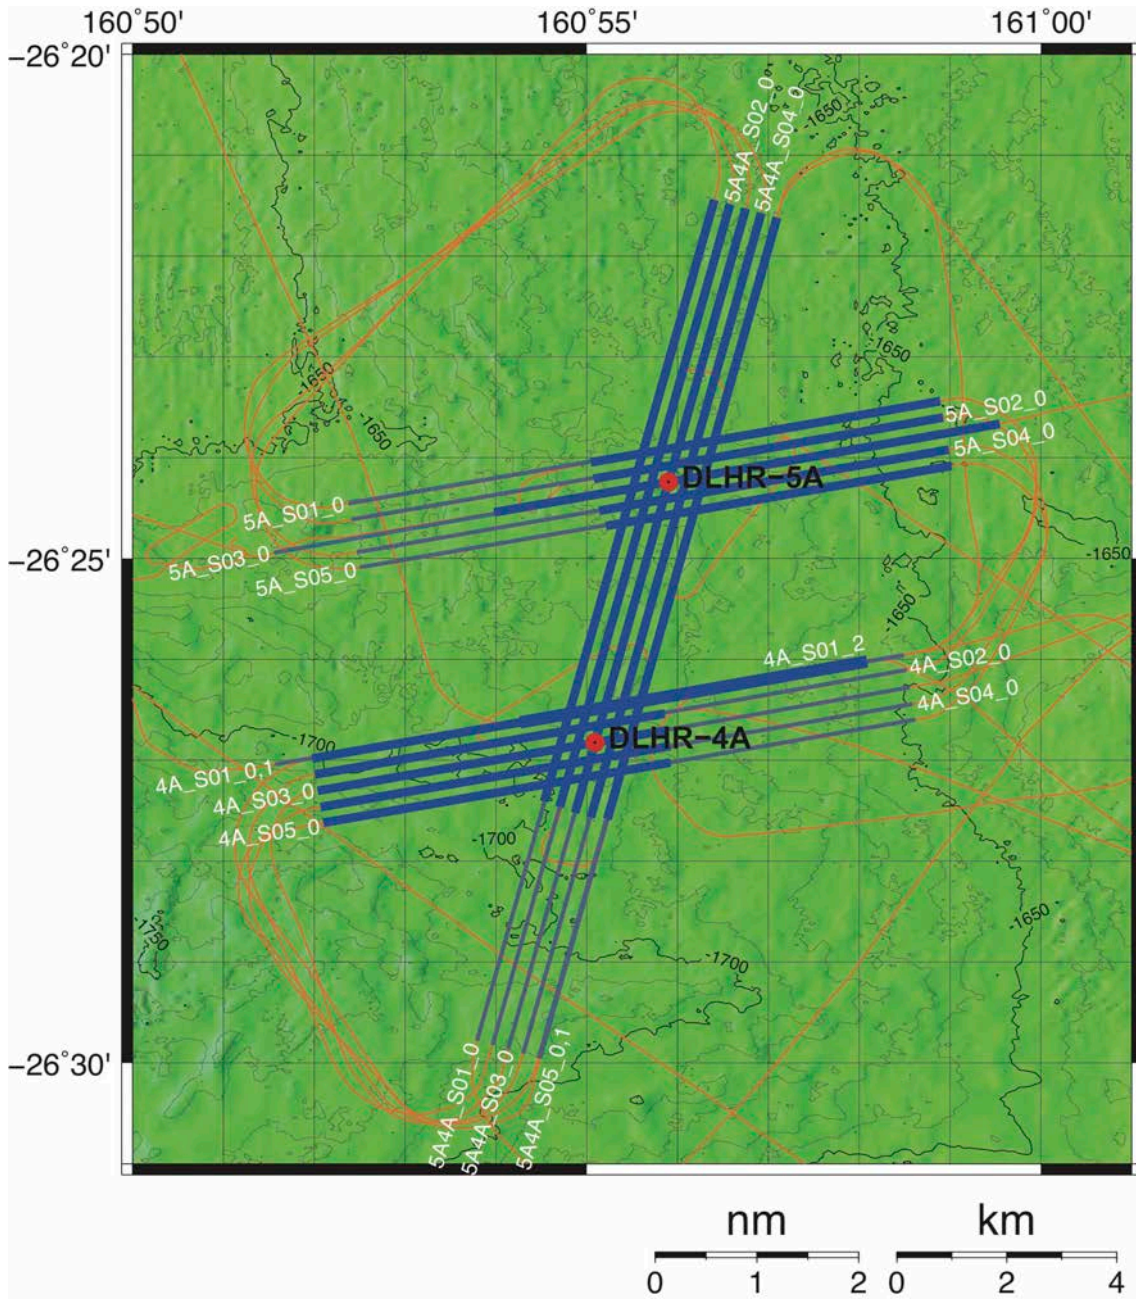 160˚50'
160˚55'
161˚00'
−26˚20'
5A4A_S02_0
5A4A_S04_0
-1650
-1650
-1650
-1650
5A_S02_0
5A_S04_0
DLHR−5A
5A_S01_0
5A_S03_0
5A_S05_0
−26˚25'
-1650
-1650
4A_S01_2
4A_S02_0
4A_S04_0
-1700
DLHR−4A
4A_S01_0,1
4A_S03_0
4A_S05_0
-1700
-1750
-1650
-1700
−26˚30'
5A4A_S01_0
5A4A_S03_0
5A4A_S05_0,1
nm
km
0 1 2
0 2 4